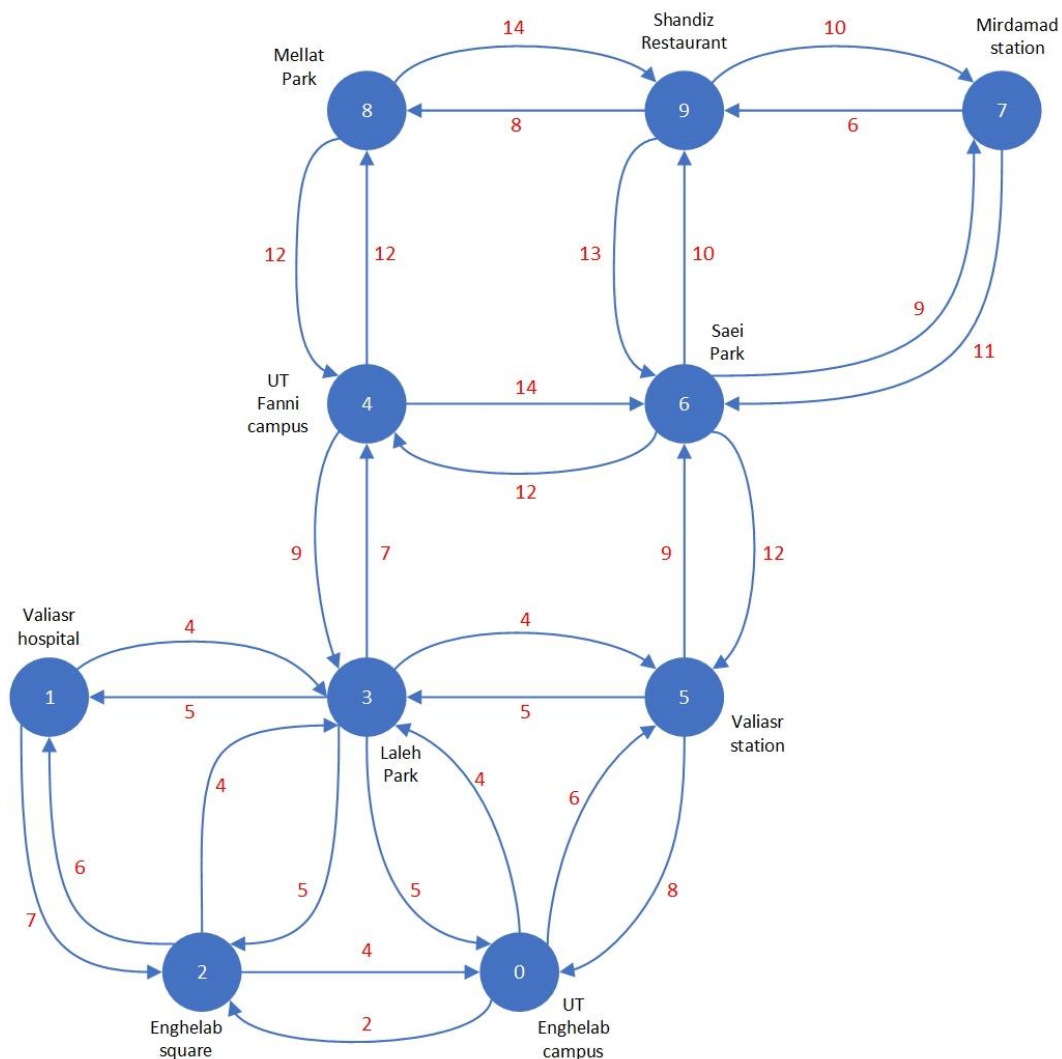 14
Shandiz
Restaurant
10
Mirdamad
station
Mellat
Park
8
9
7
8
6
12
12
13
10
9
11
Saei
Park
UT
Fanni
campus
4
14
6
12
9
7
9
12
Valiasr
hospital
4
4
1
5
3
5
5
Laleh
Park
Valiasr
station
4
4
6
6
5
5
8
7
2
4
0
Enghelab
square
2
UT
Enghelab
campus